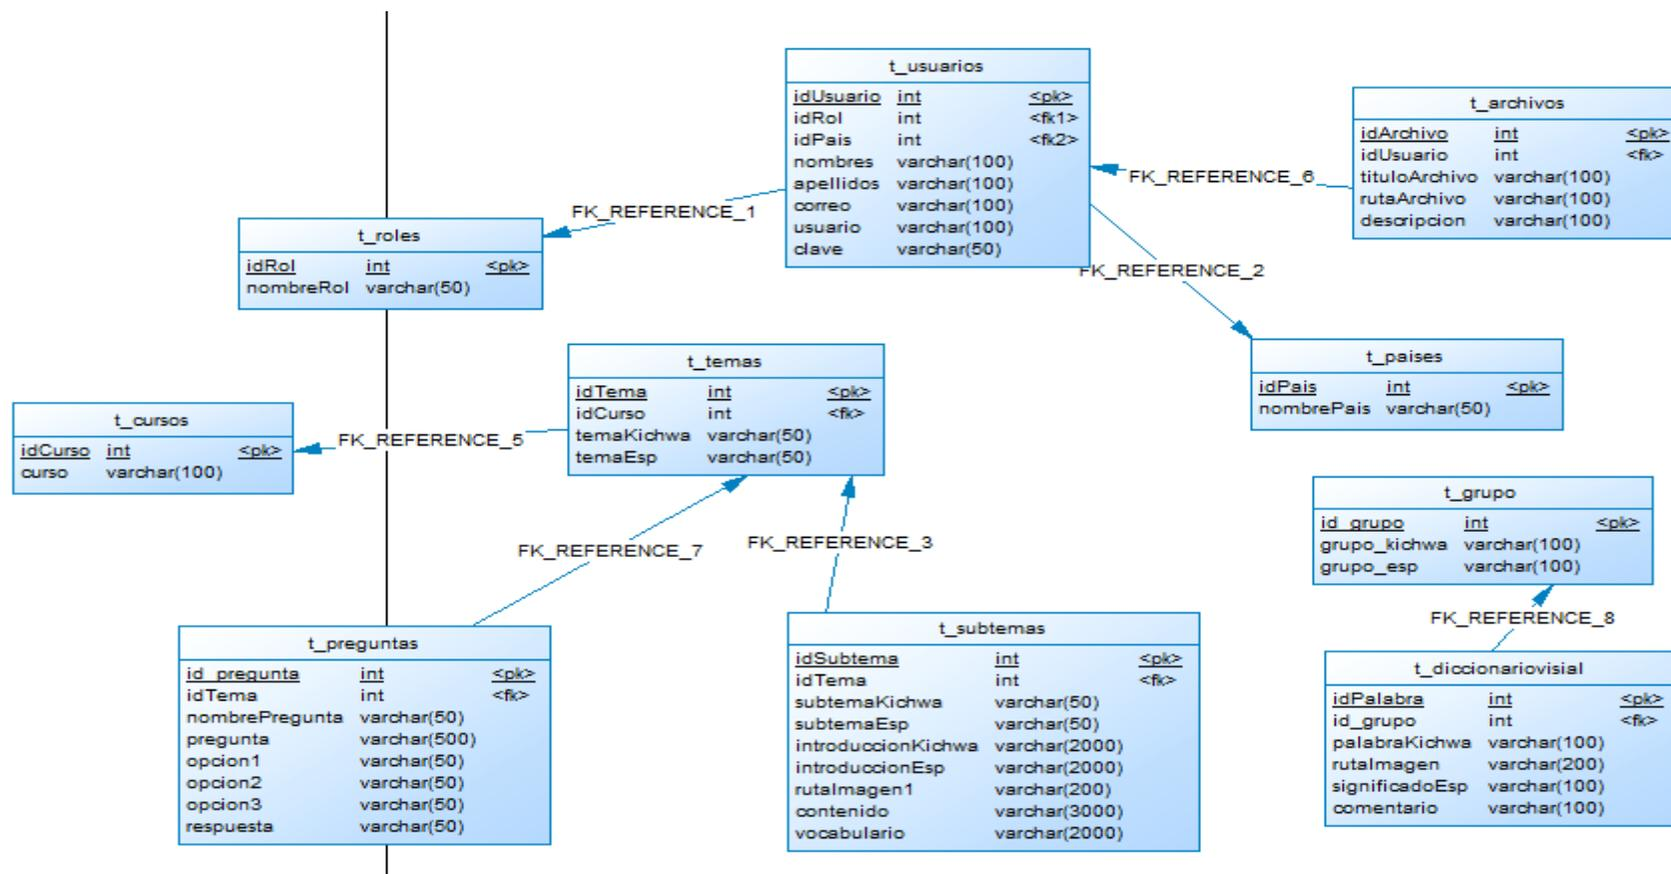 t_usuarios
idUsuario int <pk>
idRol int <fk1>
idPais int <fk2>
nombres varchar(100)
apellidos varchar(100)
correo varchar(100)
usuario varchar(100)
clave varchar(50)
t_archivos
idArchivo int <pk>
idUsuario int <fk>
tituloArchivo varchar(100)
rutaArchivo varchar(100)
descripcion varchar(100)
FK_REFERENCE_6
FK_REFERENCE_1
FK_REFERENCE_2
t_roles
idRol int <pk>
nombreRol varchar(50)
t_paises
idPais int <pk>
nombrePais varchar(50)
t_temas
idTema int <pk>
idCurso int <fk>
temaKichwa varchar(50)
temaEsp varchar(50)
t_cursos
idCurso int <pk>
curso varchar(100)
FK_REFERENCE_5
FK_REFERENCE_7
FK_REFERENCE_3
t_grupo
id_grupo int <pk>
grupo_kichwa varchar(100)
grupo_esp varchar(100)
FK_REFERENCE_8
t_preguntas
id_pregunta int <pk>
idTema int <fk>
nombrePregunta varchar(50)
pregunta varchar(500)
opcion1 varchar(50)
opcion2 varchar(50)
opcion3 varchar(50)
respuesta varchar(50)
t_subtemas
idSubtema int <pk>
idTema int <fk>
subtemaKichwa varchar(50)
subtemaEsp varchar(50)
introduccionKichwa varchar(2000)
introduccionEsp varchar(2000)
rutaImagen1 varchar(200)
contenido varchar(3000)
vocabulario varchar(2000)
t_diccionariovisial
idPalabra int <pk>
id_grupo int <fk>
palabraKichwa varchar(100)
rutaImagen varchar(200)
significadoEsp varchar(100)
comentario varchar(100)